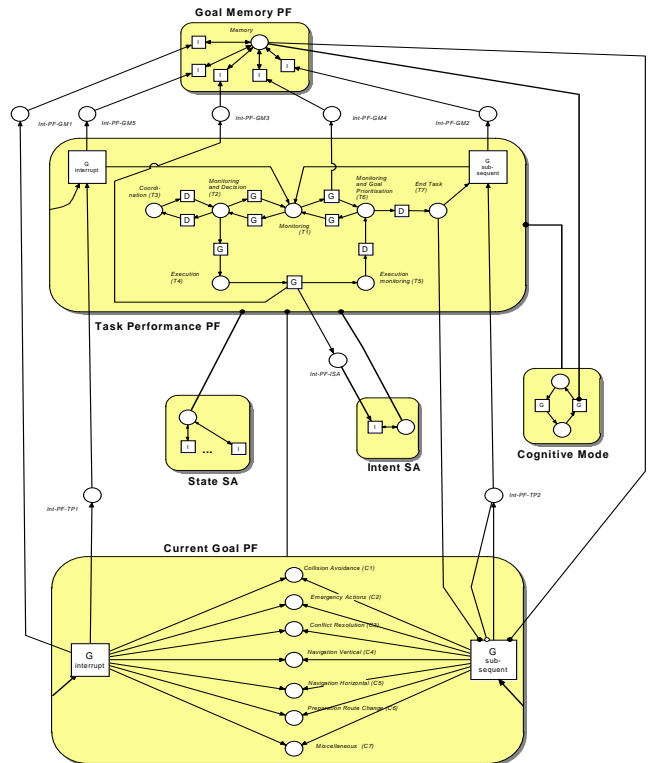 Goal Memory PF
Memory
I
I
I
I
I
Int-PF-GM1
Int-PF-GM5
Int-PF-GM3
Int-PF-GM4
Int-PF-GM2
G
interrupt
G
sub-
sequent
Coordi-
nation (T3)
Monitoring
and Decision
(T2)
Monitoring
and Goal
Prioritisation
(T6)
End Task
(T7)
D
G
G
D
G
G
D
Monitoring
(T1)
G
D
Execution
(T4)
G
Execution
monitoring (T5)
Task Performance PF
Int-PF-ISA
I
...
I
State SA
I
Intent SA
G
G
Cognitive Mode
Int-PF-TP1
Int-PF-TP2
Current Goal PF
Collision Avoidance (C1)
Emergency Actions (C2)
Conflict Resolution (C3)
Navigation Vertical (C4)
Navigation Horizontal (C5)
Preparation Route Change (C6)
Miscellaneous (C7)
G
interrupt
G
sub-
sequent